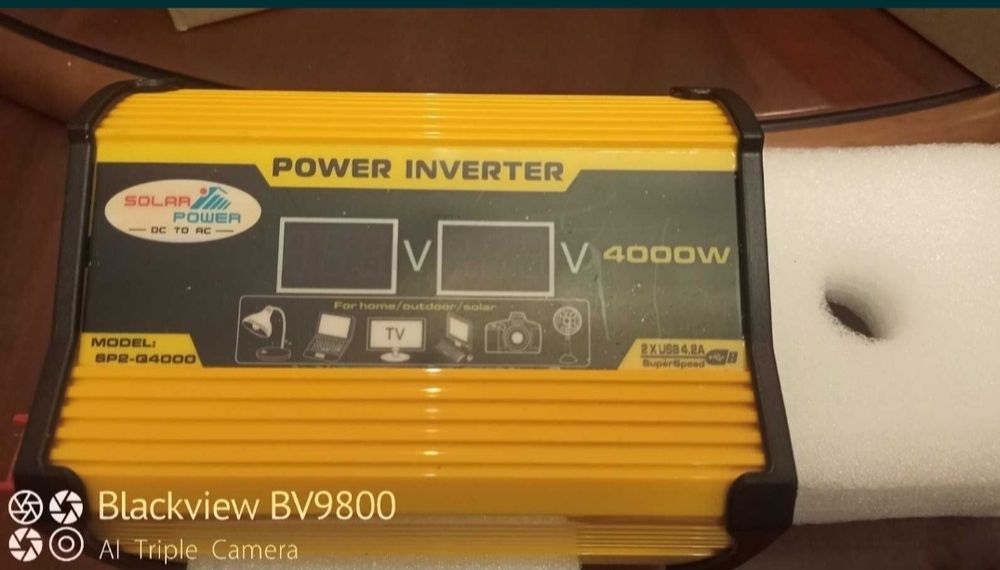 POWER INVERTER
SOLAR
POWER
DC TO AC
V
V
4000W
For home/outdoor/solar
TV
MODEL:
SP2-Q4000
2 X USB 4.2A
SuperSpeed
Blackview BV9800
AI Triple Camera